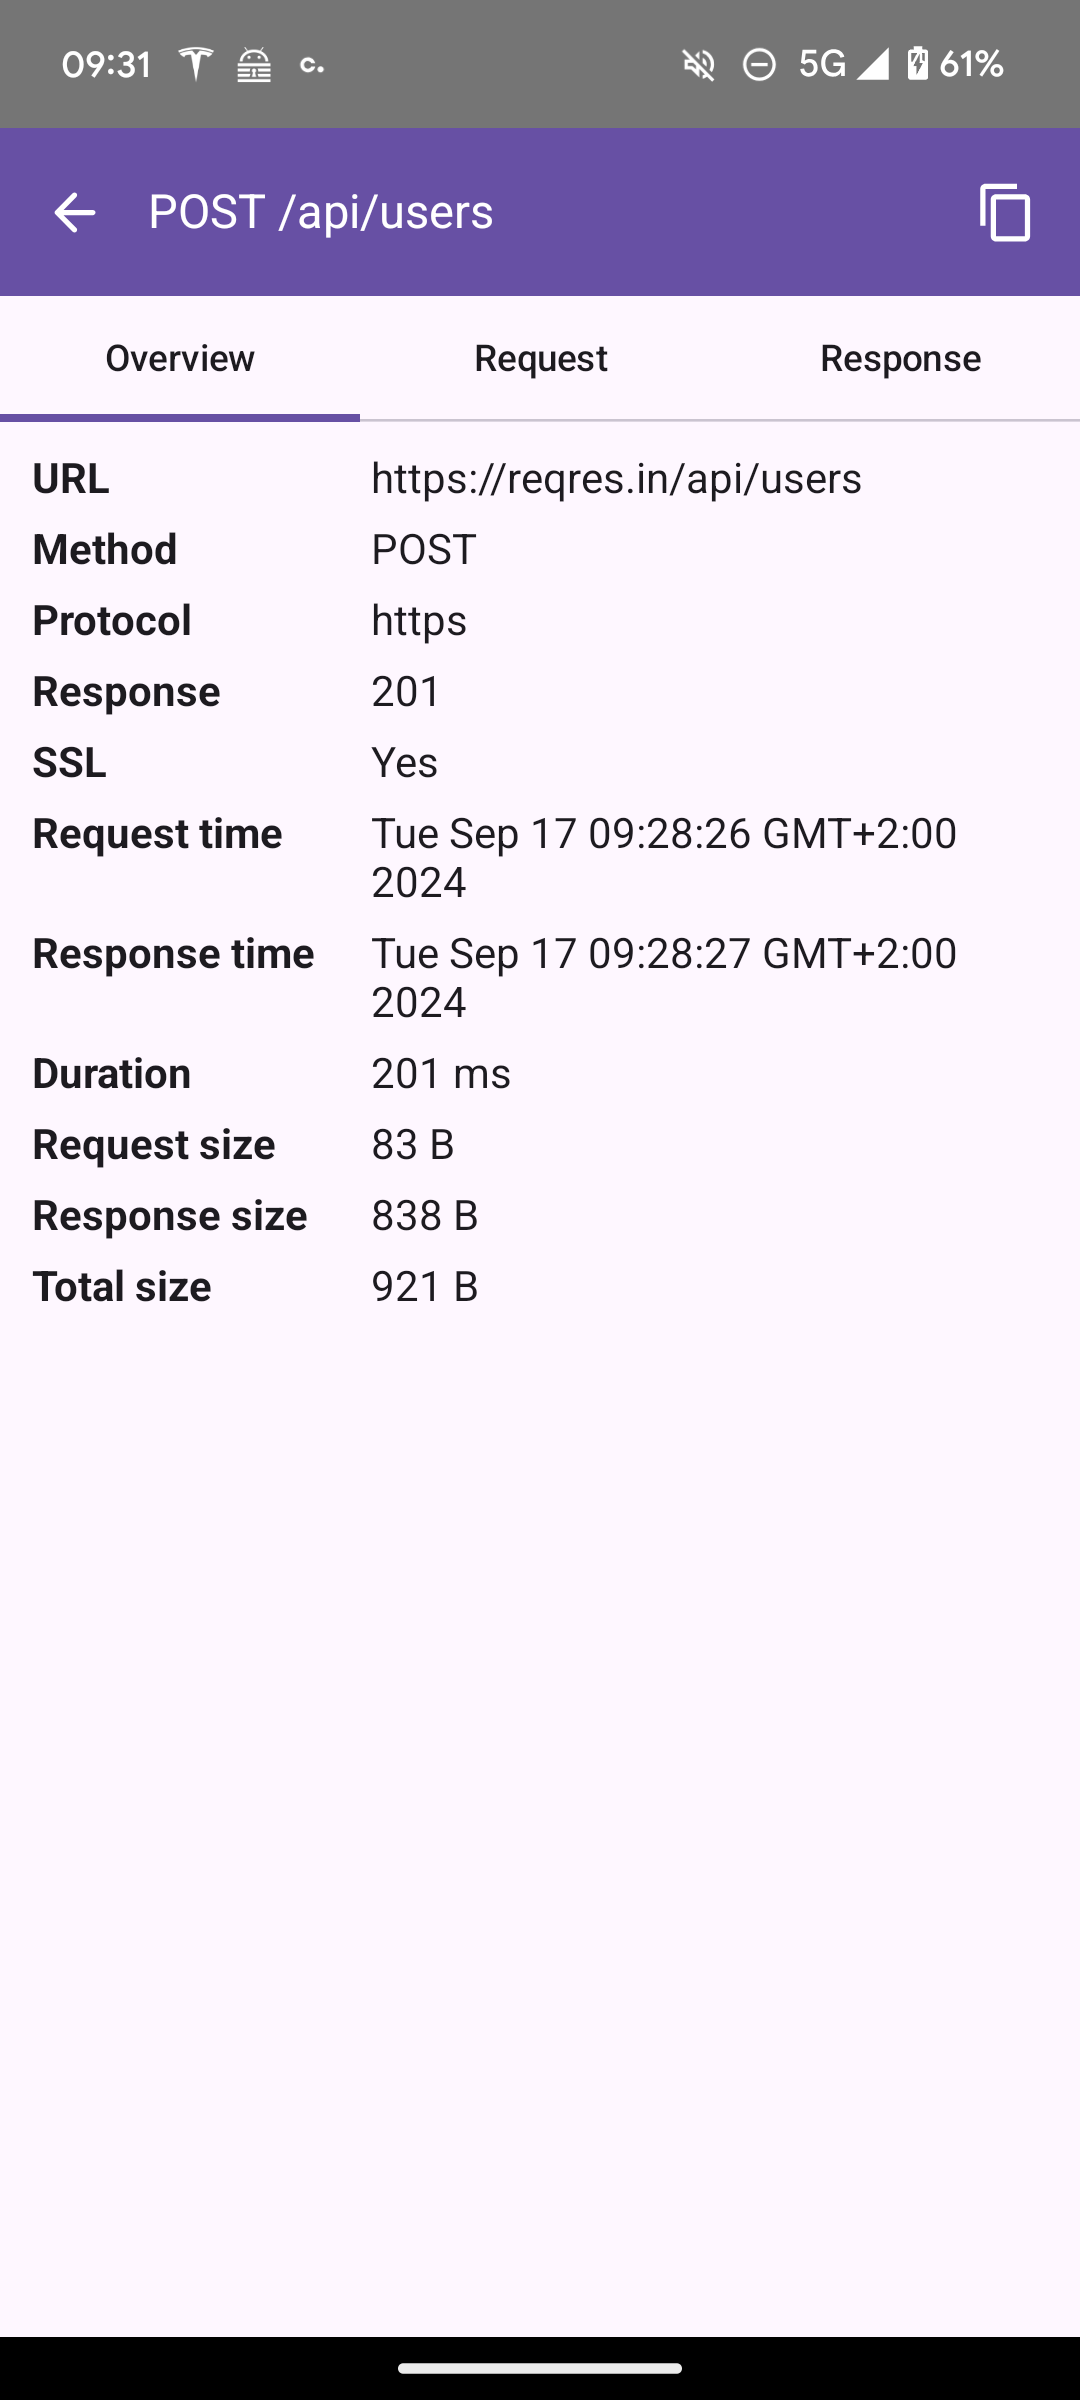 09:31 c. 5G 61%
POST /api/users
Overview Request Response
URL https://reqres.in/api/users
Method POST
Protocol https
Response 201
SSL Yes
Request time Tue Sep 17 09:28:26 GMT+2:00
2024
Response time Tue Sep 17 09:28:27 GMT+2:00
2024
Duration 201 ms
Request size 83 B
Response size 838 B
Total size 921 B